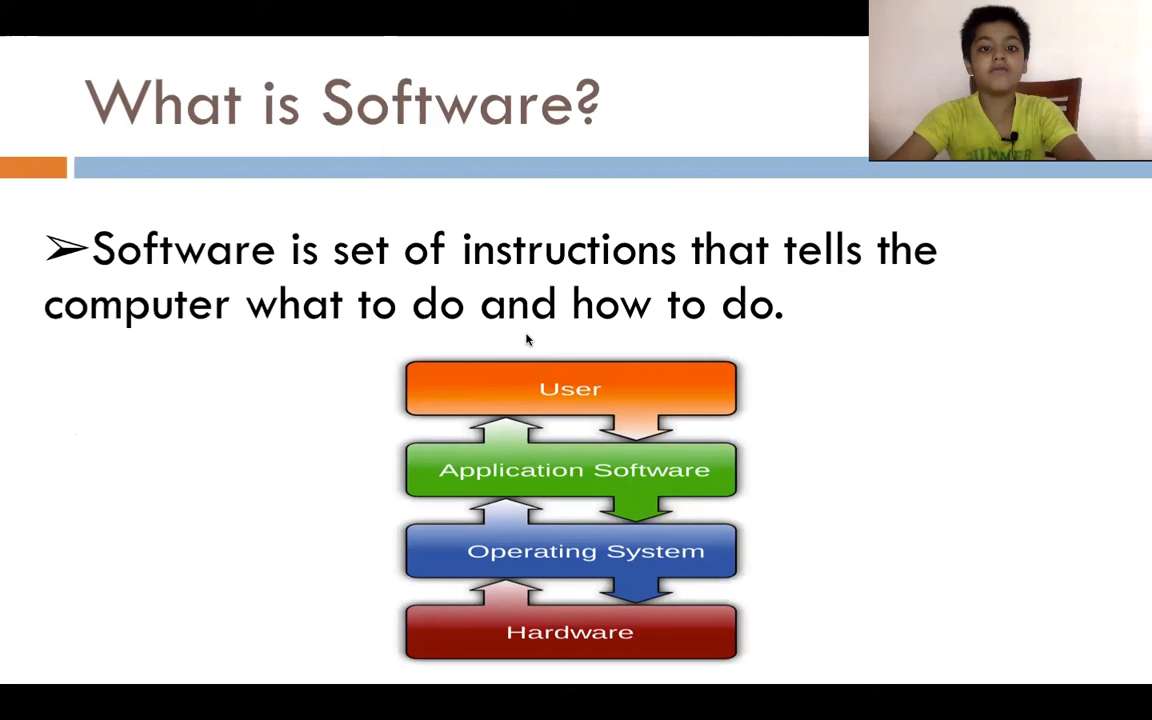 What is Software?
SUMMER
➢Software is set of instructions that tells the
computer what to do and how to do.
User
Application Software
Operating System
Hardware